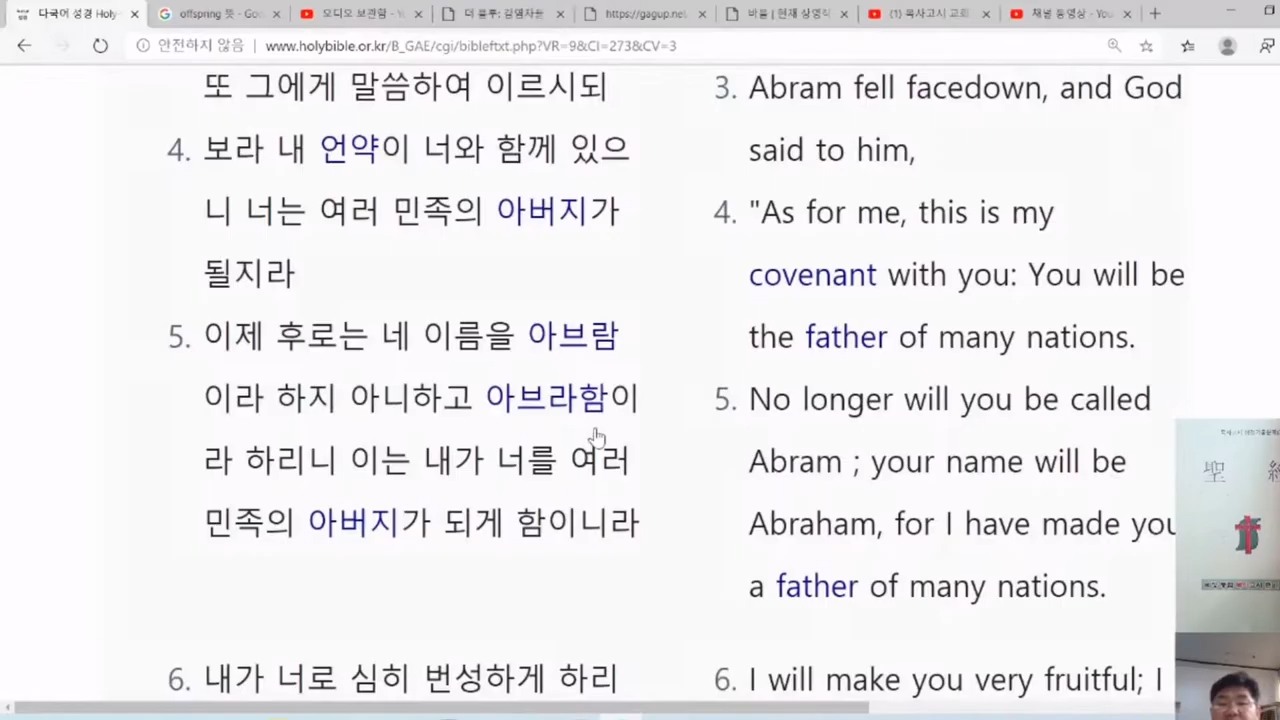 다국어 성경 Holy
offspring 뜻 - Go
오디오 보관함 - Y
더 플루: 감염자들
https://gagup.ne
바울 | 현재 상영
(1) 목사고시 교회
채널 동영상 - You
안전하지 않음
www.holybible.or.kr/B_GAE/cgi/bibleftxt.php?VR=9&CI=273&CV=3
또 그에게 말씀하여 이르시되
4. 보라 내 언약이 너와 함께 있으
니 너는 여러 민족의 아버지가
될지라
5. 이제 후로는 네 이름을 아브람
이라 하지 아니하고 아브라함이
라 하리니 이는 내가 너를 여러
민족의 아버지가 되게 함이니라
6. 내가 너로 심히 번성하게 하리
3. Abram fell facedown, and God
said to him,
4. "As for me, this is my
covenant with you: You will be
the father of many nations.
5. No longer will you be called
Abram ; your name will be
Abraham, for I have made you
a father of many nations.
6. I will make you very fruitful; I
聖